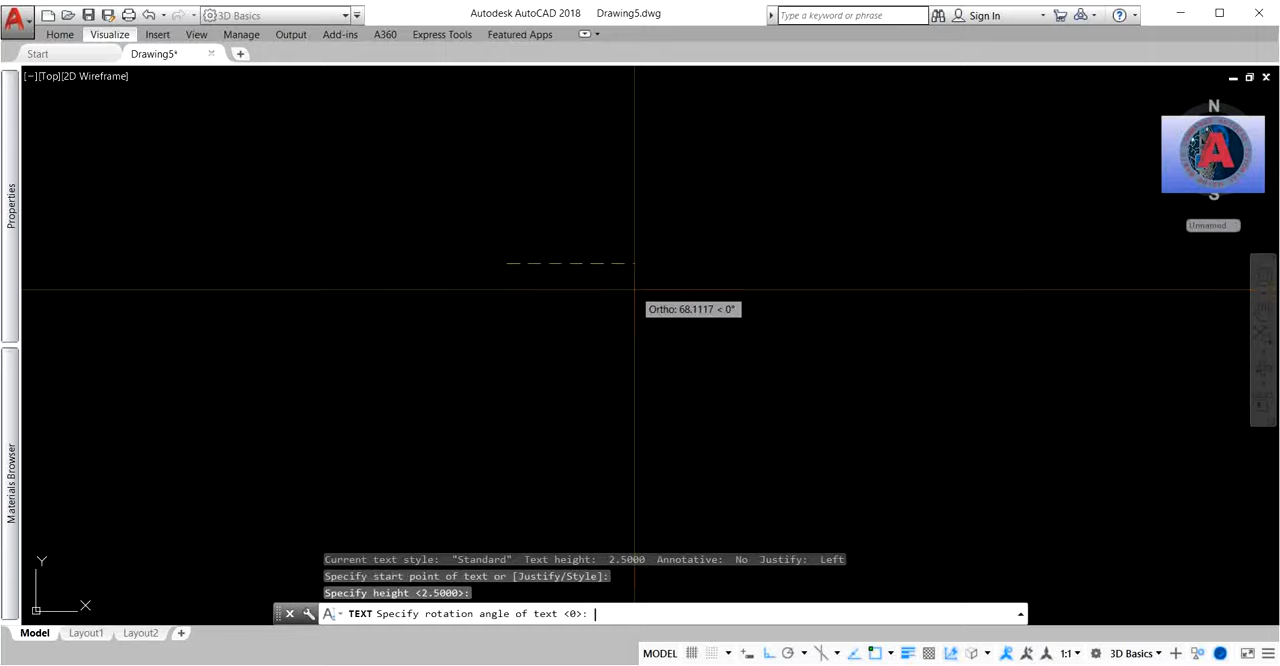 3D Basics
Autodesk AutoCAD 2018 Drawing5.dwg
Type a keyword or phrase
Sign In
Home Visualize Insert View Manage Output Add-ins A360 Express Tools Featured Apps
Start Drawing5*
[−][Top][2D Wireframe]
N
A
S
Unnamed
Properties
Ortho: 68.1117 < 0°
Materials Browser
Y
X
Current text style: "Standard" Text height: 2.5000 Annotative: No Justify: Left
Specify start point of text or [Justify/Style]:
Specify height <2.5000>:
TEXT Specify rotation angle of text <0>:
Model Layout1 Layout2
MODEL 1:1 3D Basics